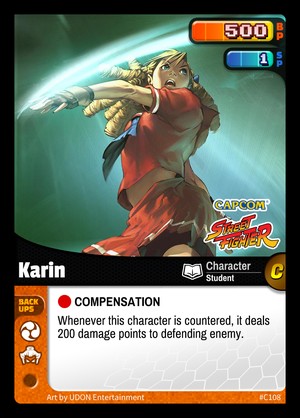 500 BP
1 SP
CAPCOM
STREET FIGHTER
Karin
Character
Student
C
BACK UPS
COMPENSATION
Whenever this character is countered, it deals
200 damage points to defending enemy.
Art by UDON Entertainment
#C108